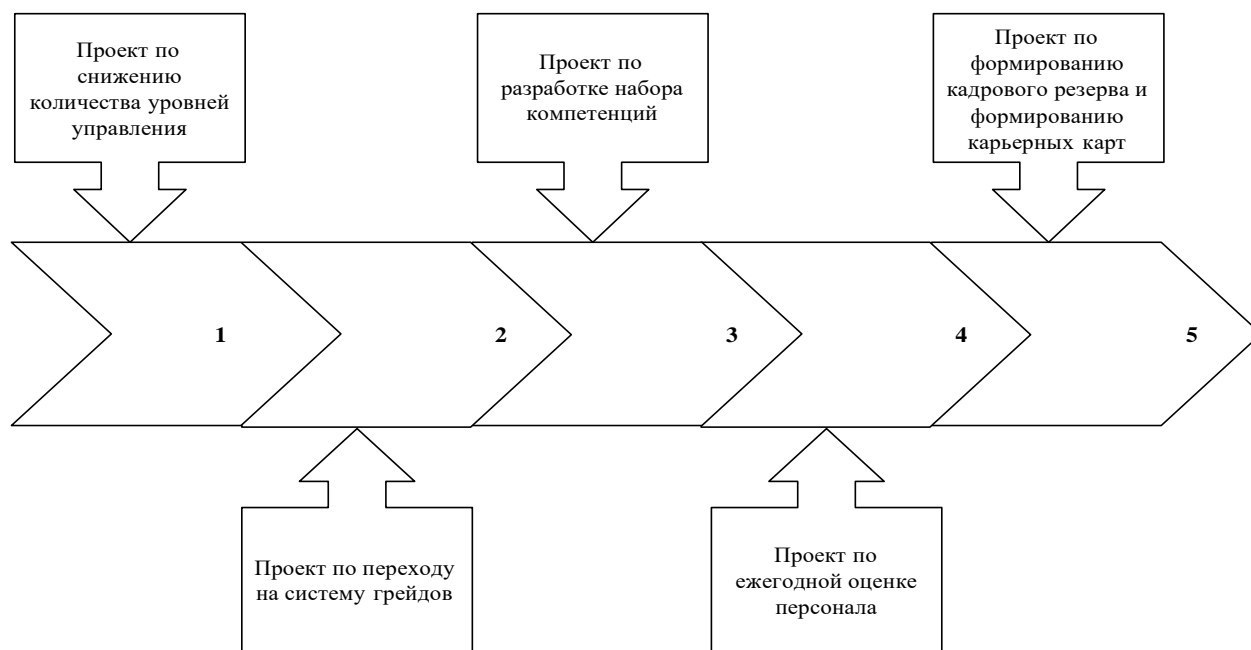 Проект по
снижению
количества уровней
управления
Проект по
разработке набора
компетенций
Проект по
формированию
кадрового резерва и
формированию
карьерных карт
1
2
3
4
5
Проект по переходу
на систему грейдов
Проект по
ежегодной оценке
персонала